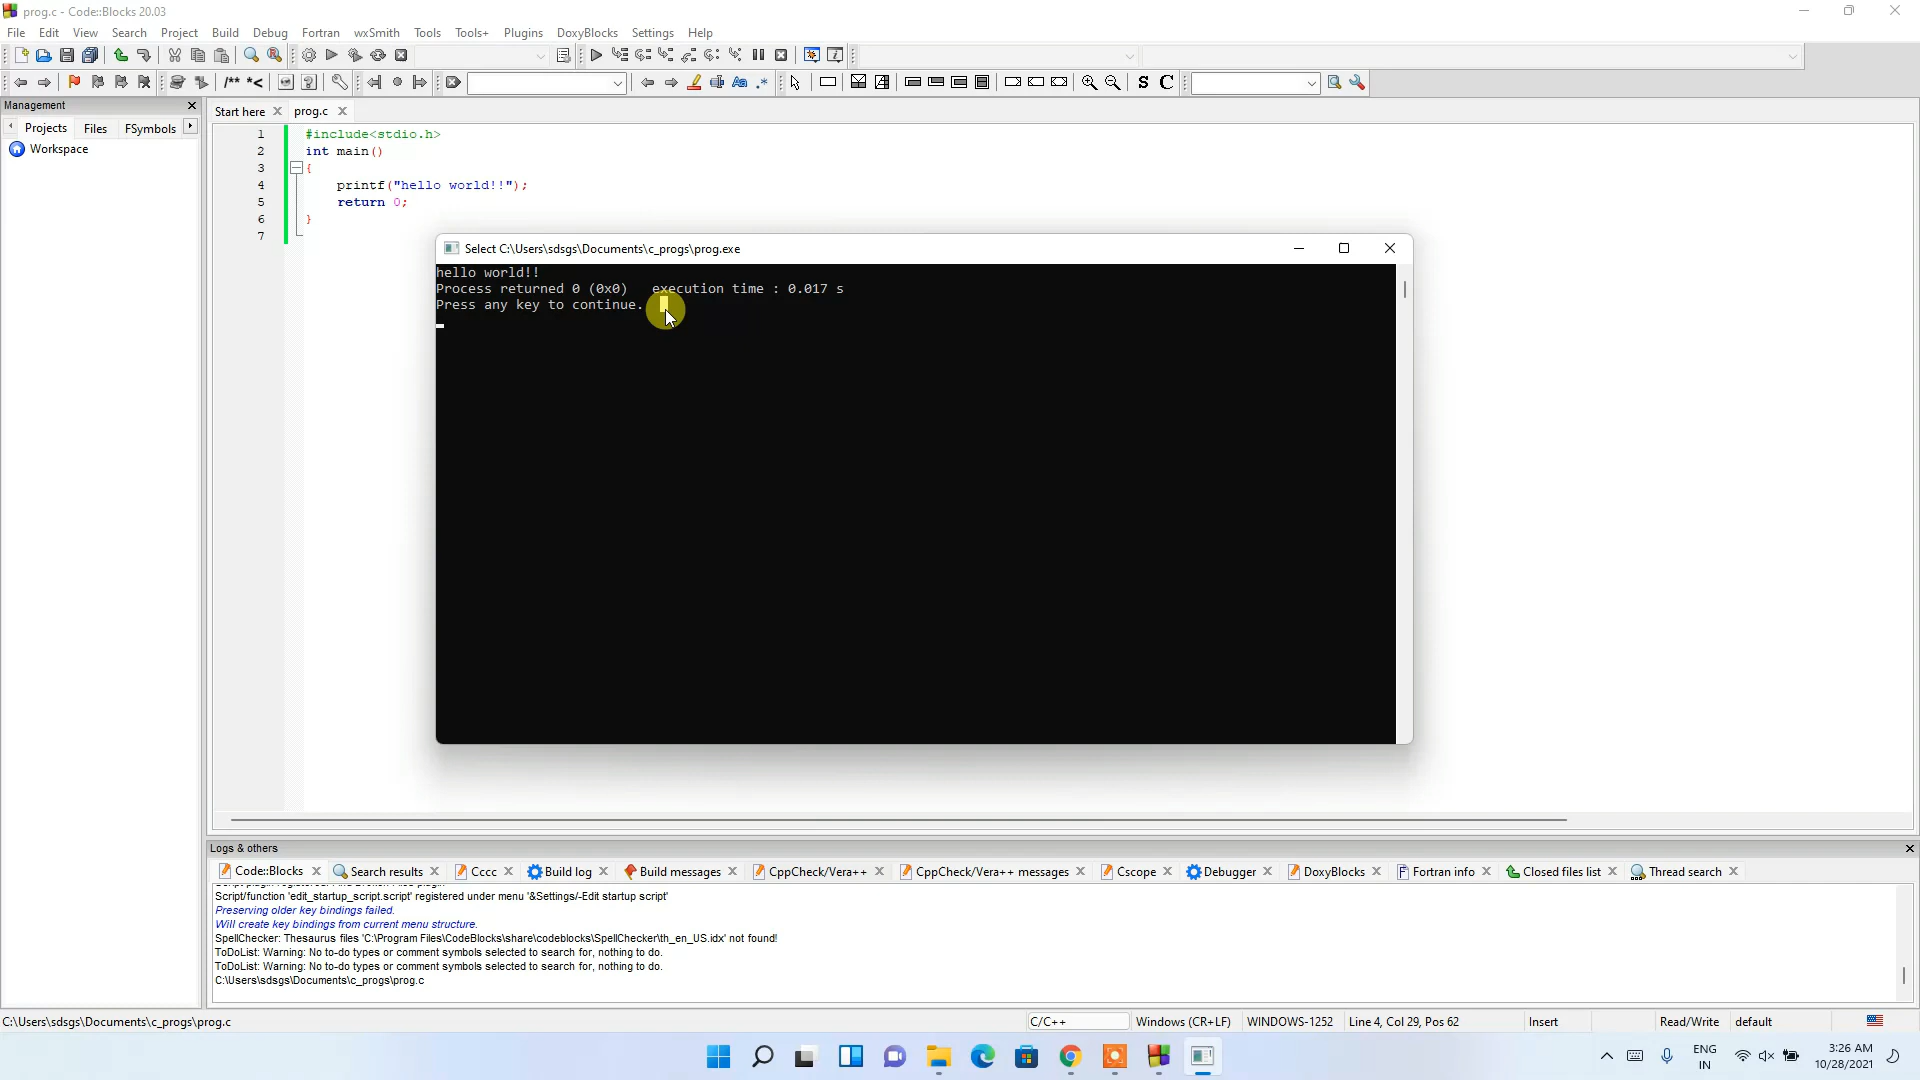 prog.c - Code::Blocks 20.03
File Edit View Search Project Build Debug Fortran wxSmith Tools Tools+ Plugins DoxyBlocks Settings Help
/** *< Aa .* S C
Management
Projects Files FSymbols
Workspace
Start here prog.c
1 #include<stdio.h>
2 int main()
3 {
4 printf("hello world!!");
5 return 0;
6 }
7
Select C:\Users\sdsgs\Documents\c_progs\prog.exe
hello world!!
Process returned 0 (0x0) execution time : 0.017 s
Press any key to continue.
Logs & others
Code::Blocks Search results Cccc Build log Build messages CppCheck/Vera++ CppCheck/Vera++ messages Cscope Debugger DoxyBlocks Fortran info Closed files list Thread search
Script/function 'edit_startup_script.script' registered under menu '&Settings/-Edit startup script'
Preserving older key bindings failed.
Will create key bindings from current menu structure.
SpellChecker: Thesaurus files 'C:\Program Files\CodeBlocks\share\codeblocks\SpellChecker\th_en_US.idx' not found!
ToDoList: Warning: No to-do types or comment symbols selected to search for, nothing to do.
ToDoList: Warning: No to-do types or comment symbols selected to search for, nothing to do.
C:\Users\sdsgs\Documents\c_progs\prog.c
C:\Users\sdsgs\Documents\c_progs\prog.c C/C++ Windows (CR+LF) WINDOWS-1252 Line 4, Col 29, Pos 62 Insert Read/Write default
ENG 3:26 AM
IN 10/28/2021